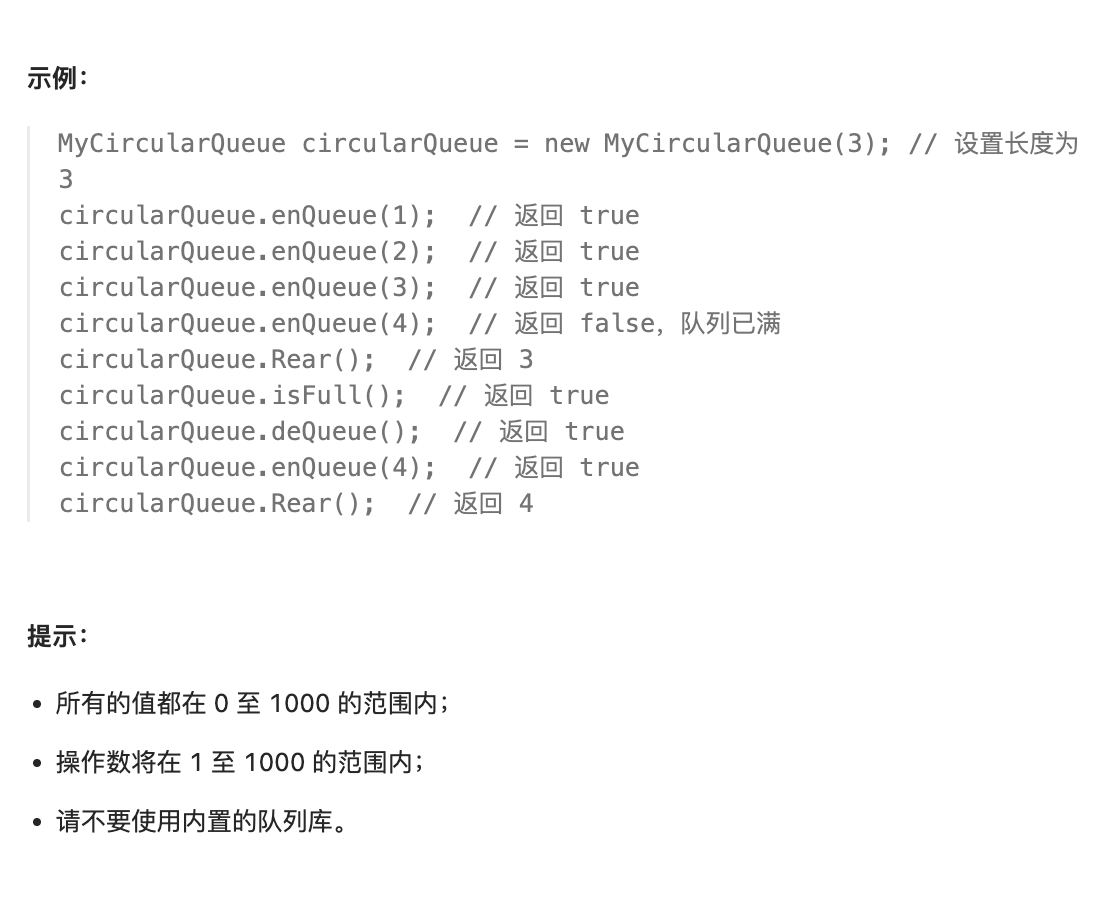 示例：
MyCircularQueue circularQueue = new MyCircularQueue(3); // 设置长度为
3
circularQueue.enQueue(1);  // 返回 true
circularQueue.enQueue(2);  // 返回 true
circularQueue.enQueue(3);  // 返回 true
circularQueue.enQueue(4);  // 返回 false，队列已满
circularQueue.Rear();  // 返回 3
circularQueue.isFull();  // 返回 true
circularQueue.deQueue();  // 返回 true
circularQueue.enQueue(4);  // 返回 true
circularQueue.Rear();  // 返回 4
提示：
• 所有的值都在 0 至 1000 的范围内；
• 操作数将在 1 至 1000 的范围内；
• 请不要使用内置的队列库。